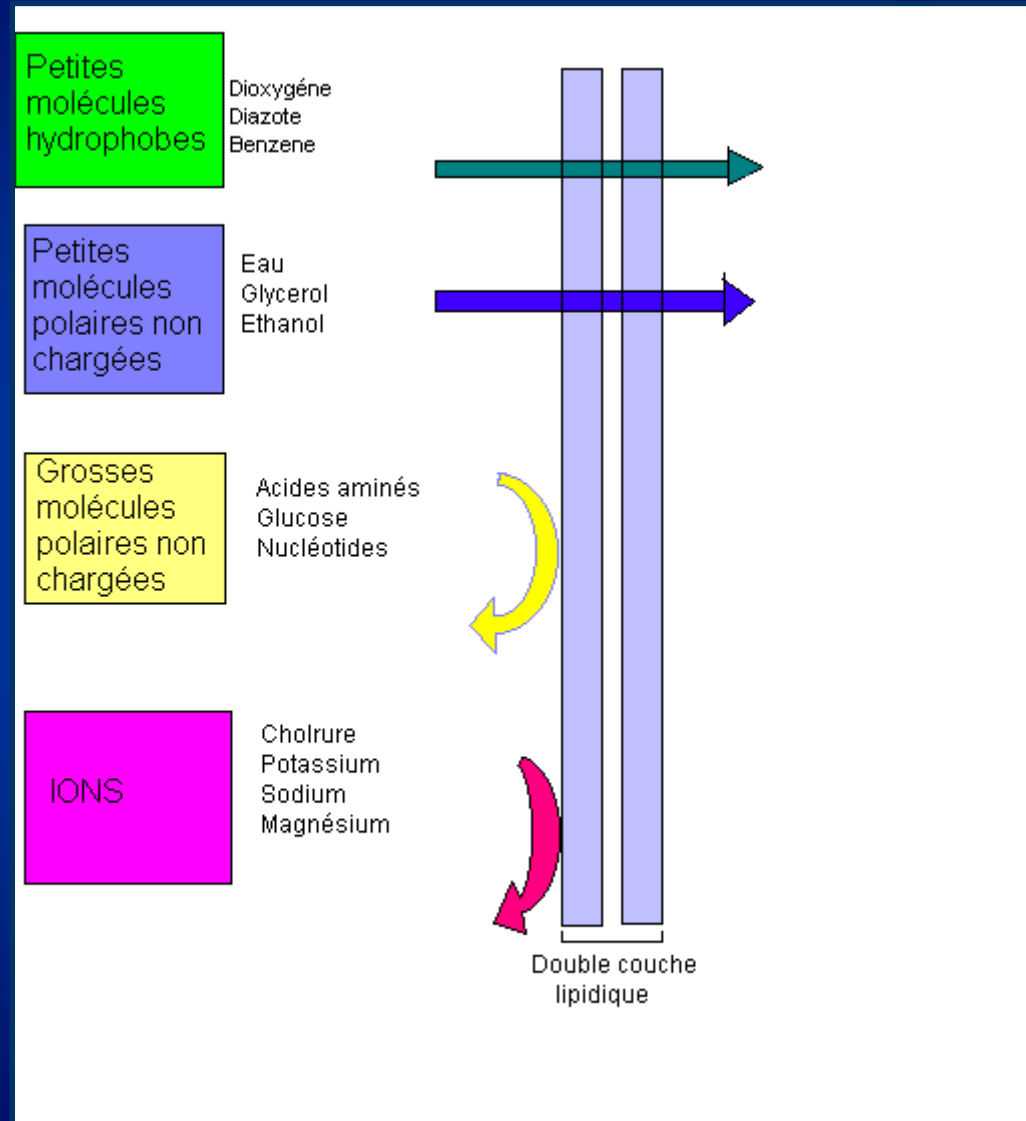 Petites
molécules
hydrophobes
Dioxygéne
Diazote
Benzene
Petites
molécules
polaires non
chargées
Eau
Glycerol
Ethanol
Grosses
molécules
polaires non
chargées
Acides aminés
Glucose
Nucléotides
IONS
Cholrure
Potassium
Sodium
Magnésium
Double couche
lipidique